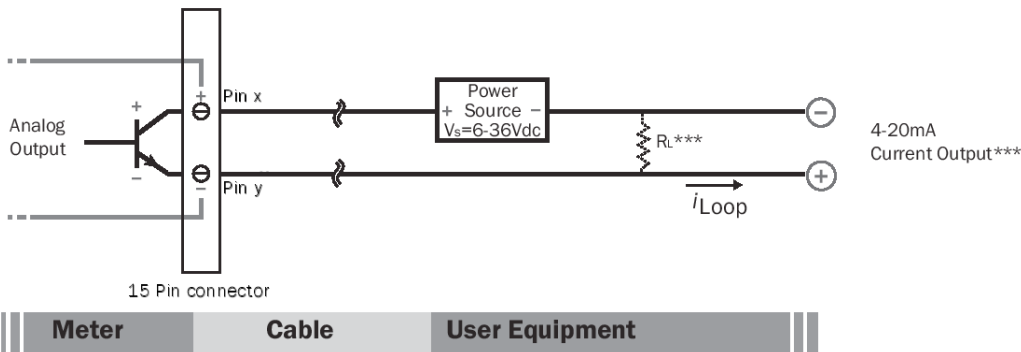 Analog
Output
+
−
+
−
Pin x
Pin y
Power
+ Source −
Vs=6-36Vdc
RL***
iLoop
−
+
4-20mA
Current Output***
15 Pin connector
Meter
Cable
User Equipment